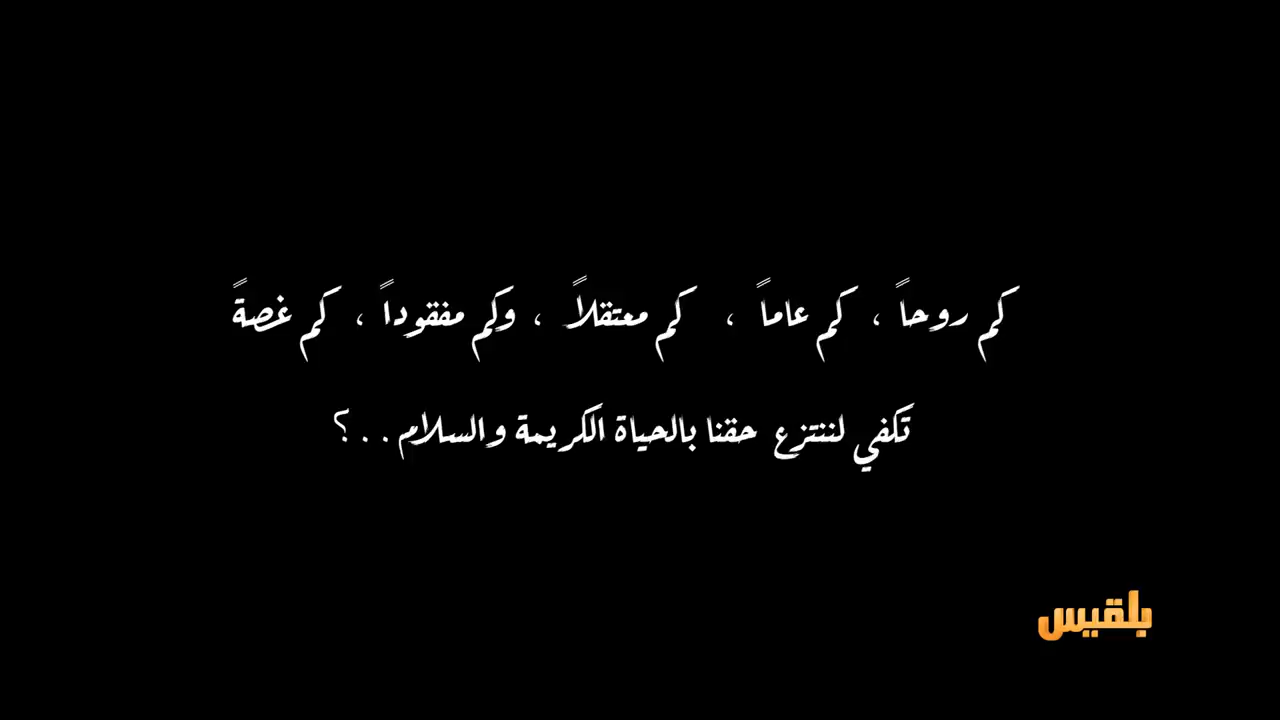 كم روحاً ، كم عاماً ، كم معتقلاً ، وكم مفقوداً ، كم غصةً
تكفي لننتزع حقنا بالحياة الكريمة والسلام..؟
بلقيس